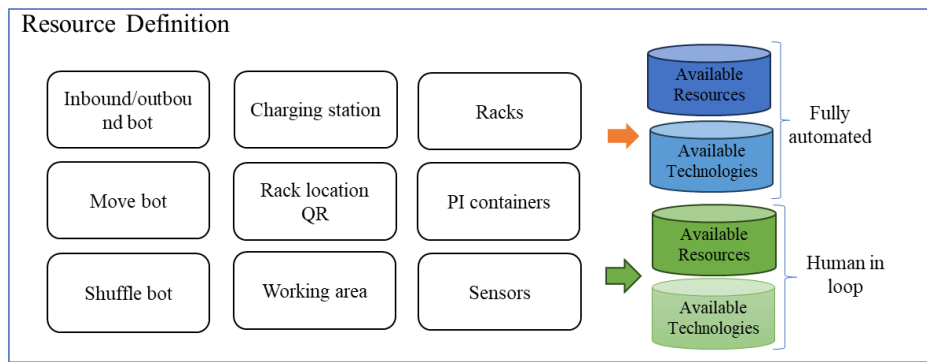 Resource Definition
Inbound/outbou
nd bot
Charging station
Racks
Move bot
Rack location
QR
PI containers
Shuffle bot
Working area
Sensors
Available
Resources
Available
Technologies
Fully
automated
Available
Resources
Available
Technologies
Human in
loop